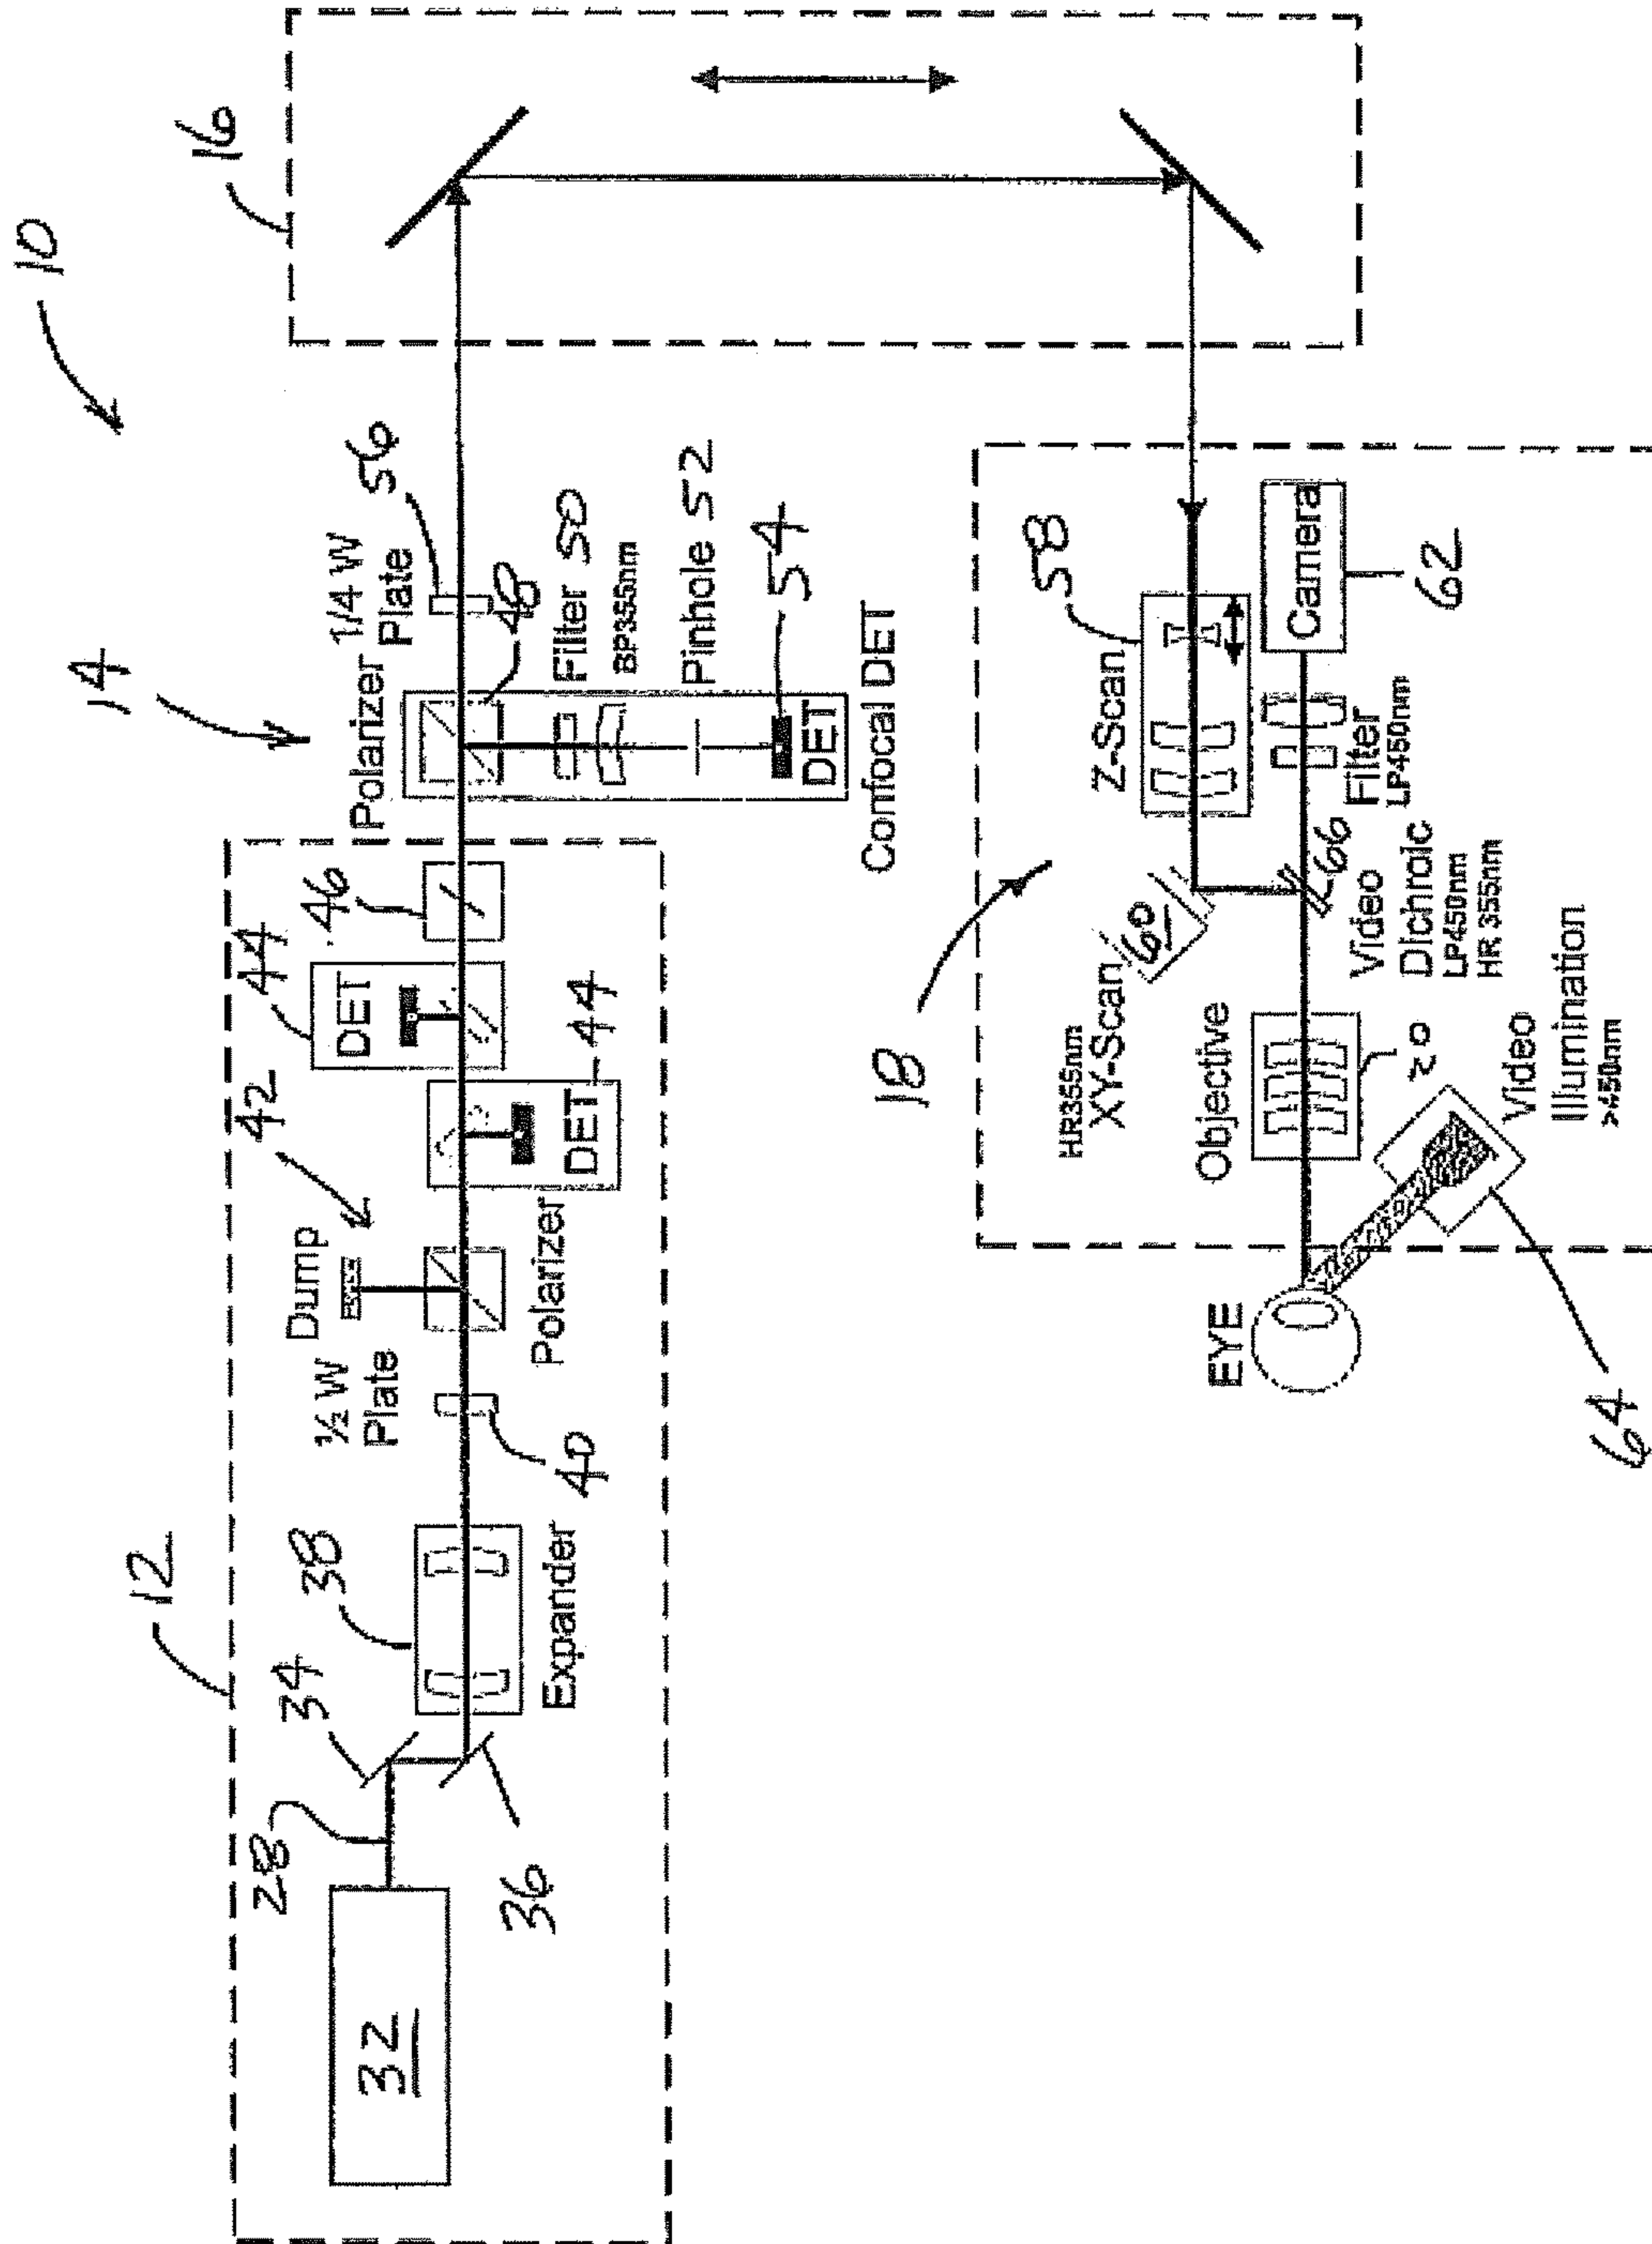 10
12
14
16
28
34
38
1/2 W
Plate
Dump
42
44
DET
46
Polarizer
1/4 W
Plate
56
32
36
Expander
40
Polarizer
DET
44
48
Filter 50
BP355nm
Pinhole 52
DET
54
Confocal DET
18
HR355nm
XY-Scan
60
Z-Scan
58
Objective
EYE
20
Video
Dichroic
LP450nm
HR 355nm
66
Filter
LP450nm
Camera
62
Video
Illumination
>450nm
64